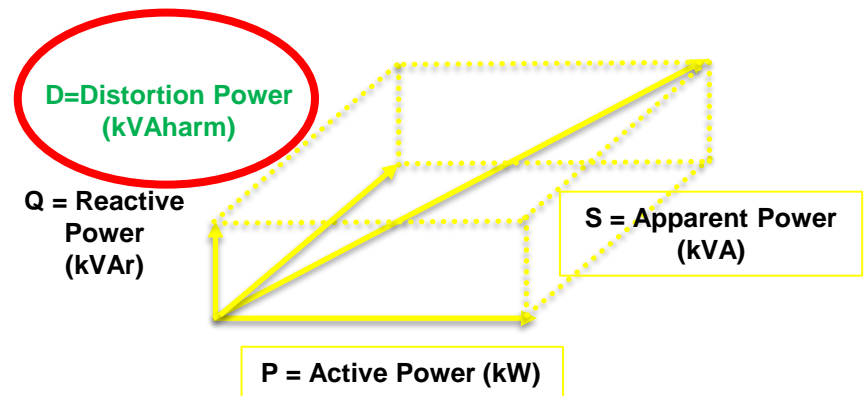 D=Distortion Power
(kVAharm)
Q = Reactive
Power
(kVAr)
S = Apparent Power
(kVA)
P = Active Power (kW)